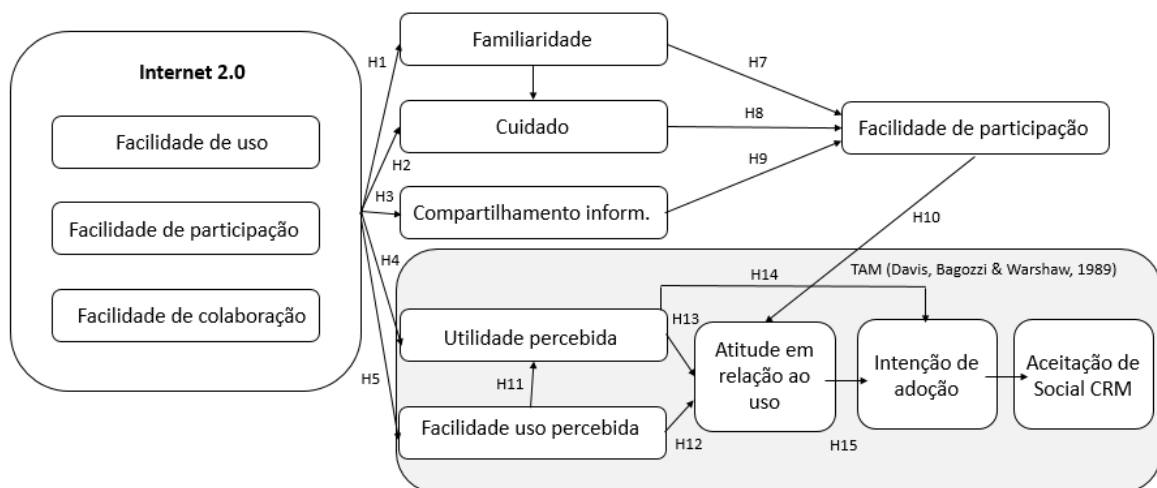 Internet 2.0
Facilidade de uso
Facilidade de participação
Facilidade de colaboração
H1
H2
H3
H4
H5
Familiaridade
Cuidado
Compartilhamento inform.
H7
H8
H9
Facilidade de participação
H10
TAM (Davis, Bagozzi & Warshaw, 1989)
H14
Utilidade percebida
H13
H11
Facilidade uso percebida
H12
Atitude em
relação ao
uso
H15
Intenção de
adoção
Aceitação de
Social CRM